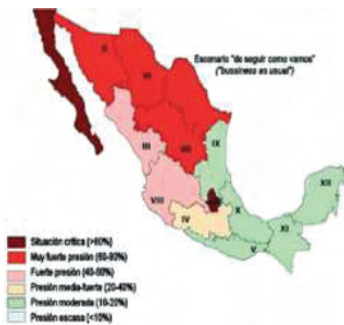 Escenario "de seguir como vamos"
("bussiness as usual")
II
VI
III
IX
VIII
IV
X
V
XI
XII
Situación crítica (>80%)
Muy fuerte presión (60-80%)
Fuerte presión (40-60%)
Presión media-fuerte (20-40%)
Presión moderada (10-20%)
Presión escasa (<10%)